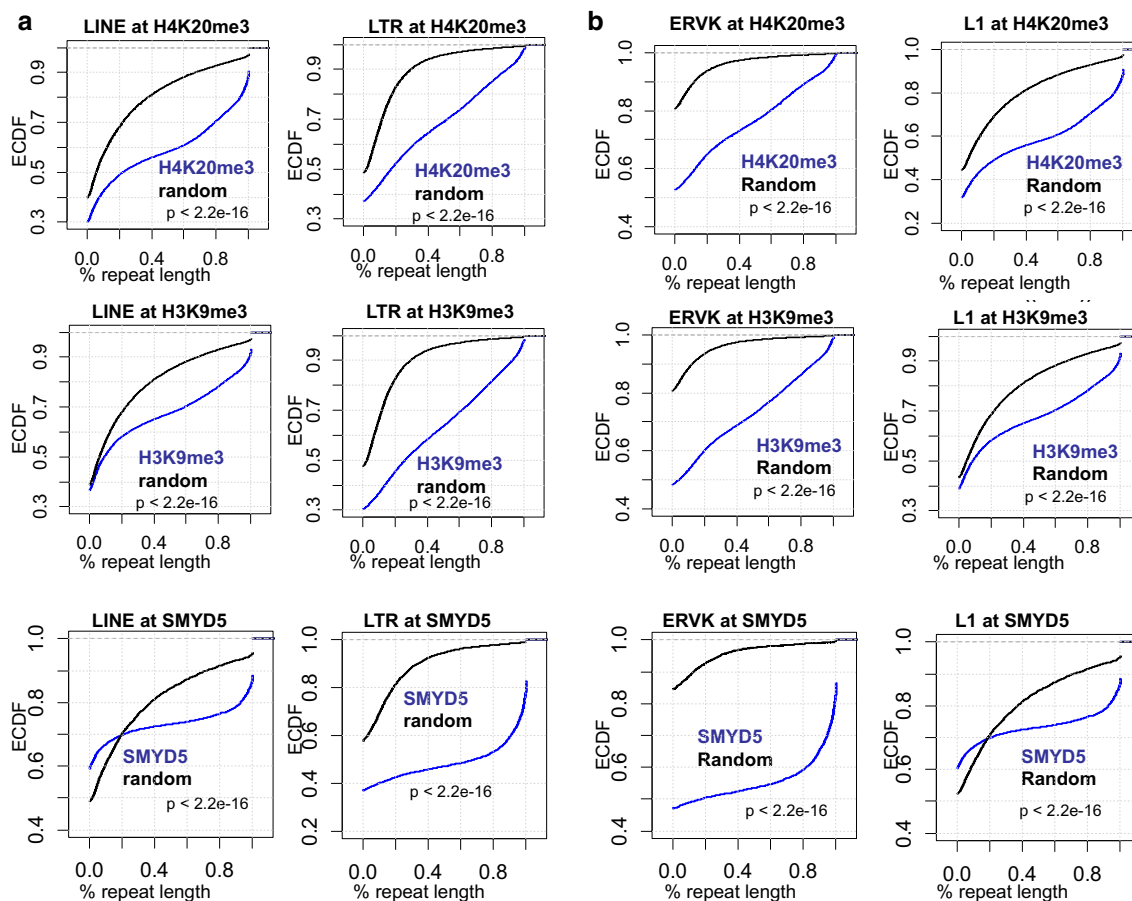 a
b
LINE at H4K20me3
LTR at H4K20me3
ERVK at H4K20me3
L1 at H4K20me3
ECDF
0.3 0.5 0.7 0.9
H4K20me3
random
p < 2.2e-16
0.0 0.4 0.8
% repeat length
ECDF
0.3 0.5 0.7 0.9
H4K20me3
random
p < 2.2e-16
0.0 0.4 0.8
% repeat length
ECDF
0.4 0.6 0.8 1.0
H4K20me3
Random
p < 2.2e-16
0.0 0.4 0.8
% repeat length
ECDF
0.2 0.4 0.6 0.8 1.0
H4K20me3
Random
p < 2.2e-16
0.0 0.4 0.8
% repeat length
LINE at H3K9me3
LTR at H3K9me3
ERVK at H3K9me3
L1 at H3K9me3
ECDF
0.3 0.5 0.7 0.9
H3K9me3
random
p < 2.2e-16
0.0 0.4 0.8
% repeat length
ECDF
0.3 0.5 0.7 0.9
H3K9me3
random
p < 2.2e-16
0.0 0.4 0.8
% repeat length
ECDF
0.4 0.6 0.8 1.0
H3K9me3
Random
p < 2.2e-16
0.0 0.4 0.8
% repeat length
ECDF
0.3 0.5 0.7 0.9
H3K9me3
Random
p < 2.2e-16
0.0 0.4 0.8
% repeat length
LINE at SMYD5
LTR at SMYD5
ERVK at SMYD5
L1 at SMYD5
ECDF
0.4 0.6 0.8 1.0
SMYD5
random
p < 2.2e-16
0.0 0.4 0.8
% repeat length
ECDF
0.2 0.4 0.6 0.8 1.0
SMYD5
random
p < 2.2e-16
0.0 0.4 0.8
% repeat length
ECDF
0.4 0.6 0.8 1.0
SMYD5
Random
p < 2.2e-16
0.0 0.4 0.8
% repeat length
ECDF
0.4 0.6 0.8 1.0
SMYD5
Random
p < 2.2e-16
0.0 0.4 0.8
% repeat length